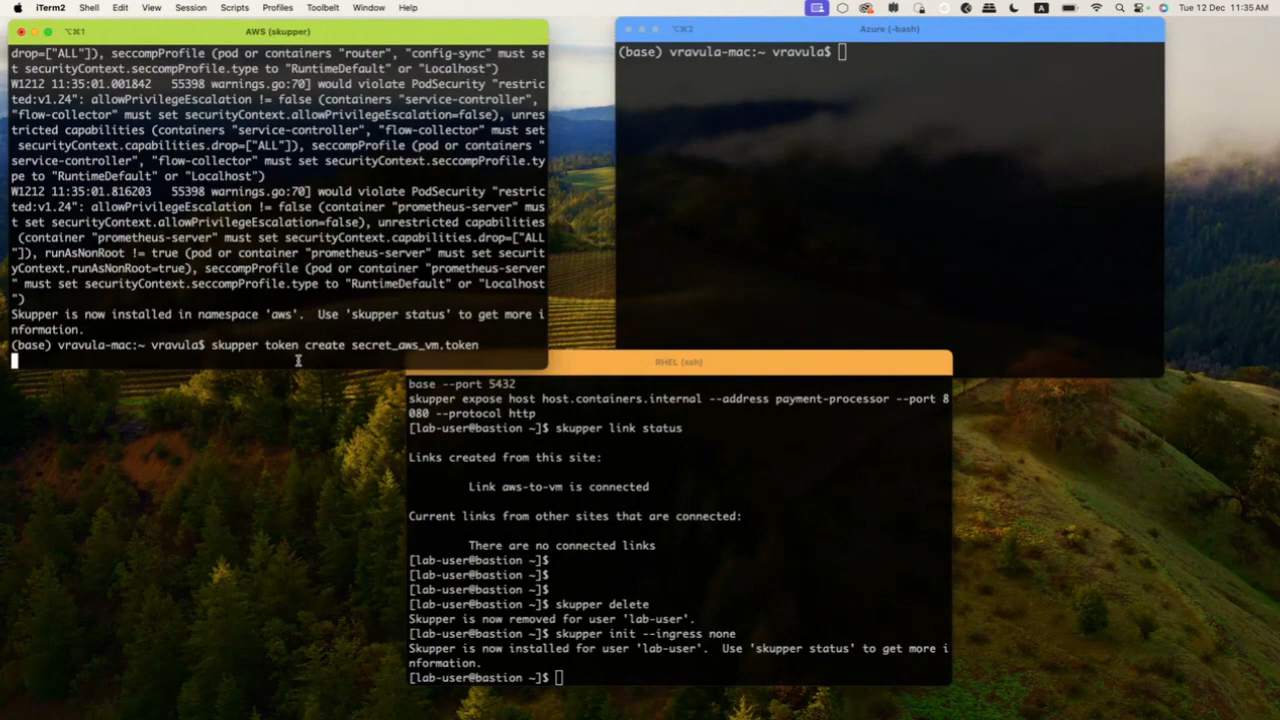 iTerm2 Shell Edit View Session Scripts Profiles Toolbelt Window Help
A
Tue 12 Dec 11:35 AM
⌥⌘1 AWS (skupper)
drop=["ALL"]), seccompProfile (pod or containers "router", "config-sync" must se
t securityContext.seccompProfile.type to "RuntimeDefault" or "Localhost")
W1212 11:35:01.001842 55398 warnings.go:70] would violate PodSecurity "restric
ted:v1.24": allowPrivilegeEscalation != false (containers "service-controller",
"flow-collector" must set securityContext.allowPrivilegeEscalation=false), unres
tricted capabilities (containers "service-controller", "flow-collector" must set
securityContext.capabilities.drop=["ALL"]), seccompProfile (pod or containers "
service-controller", "flow-collector" must set securityContext.seccompProfile.ty
pe to "RuntimeDefault" or "Localhost")
W1212 11:35:01.816203 55398 warnings.go:70] would violate PodSecurity "restric
ted:v1.24": allowPrivilegeEscalation != false (container "prometheus-server" mus
t set securityContext.allowPrivilegeEscalation=false), unrestricted capabilities
(container "prometheus-server" must set securityContext.capabilities.drop=["ALL
"]), runAsNonRoot != true (pod or container "prometheus-server" must set securit
yContext.runAsNonRoot=true), seccompProfile (pod or container "prometheus-server
" must set securityContext.seccompProfile.type to "RuntimeDefault" or "Localhost
")
Skupper is now installed in namespace 'aws'. Use 'skupper status' to get more i
nformation.
(base) vravula-mac:~ vravula$ skupper token create secret_aws_vm.token
⌥⌘2 Azure (-bash)
(base) vravula-mac:~ vravula$
RHEL (ssh)
base --port 5432
skupper expose host host.containers.internal --address payment-processor --port 8
080 --protocol http
[lab-user@bastion ~]$ skupper link status
Links created from this site:
Link aws-to-vm is connected
Current links from other sites that are connected:
There are no connected links
[lab-user@bastion ~]$
[lab-user@bastion ~]$
[lab-user@bastion ~]$
[lab-user@bastion ~]$ skupper delete
Skupper is now removed for user 'lab-user'.
[lab-user@bastion ~]$ skupper init --ingress none
Skupper is now installed for user 'lab-user'. Use 'skupper status' to get more i
nformation.
[lab-user@bastion ~]$